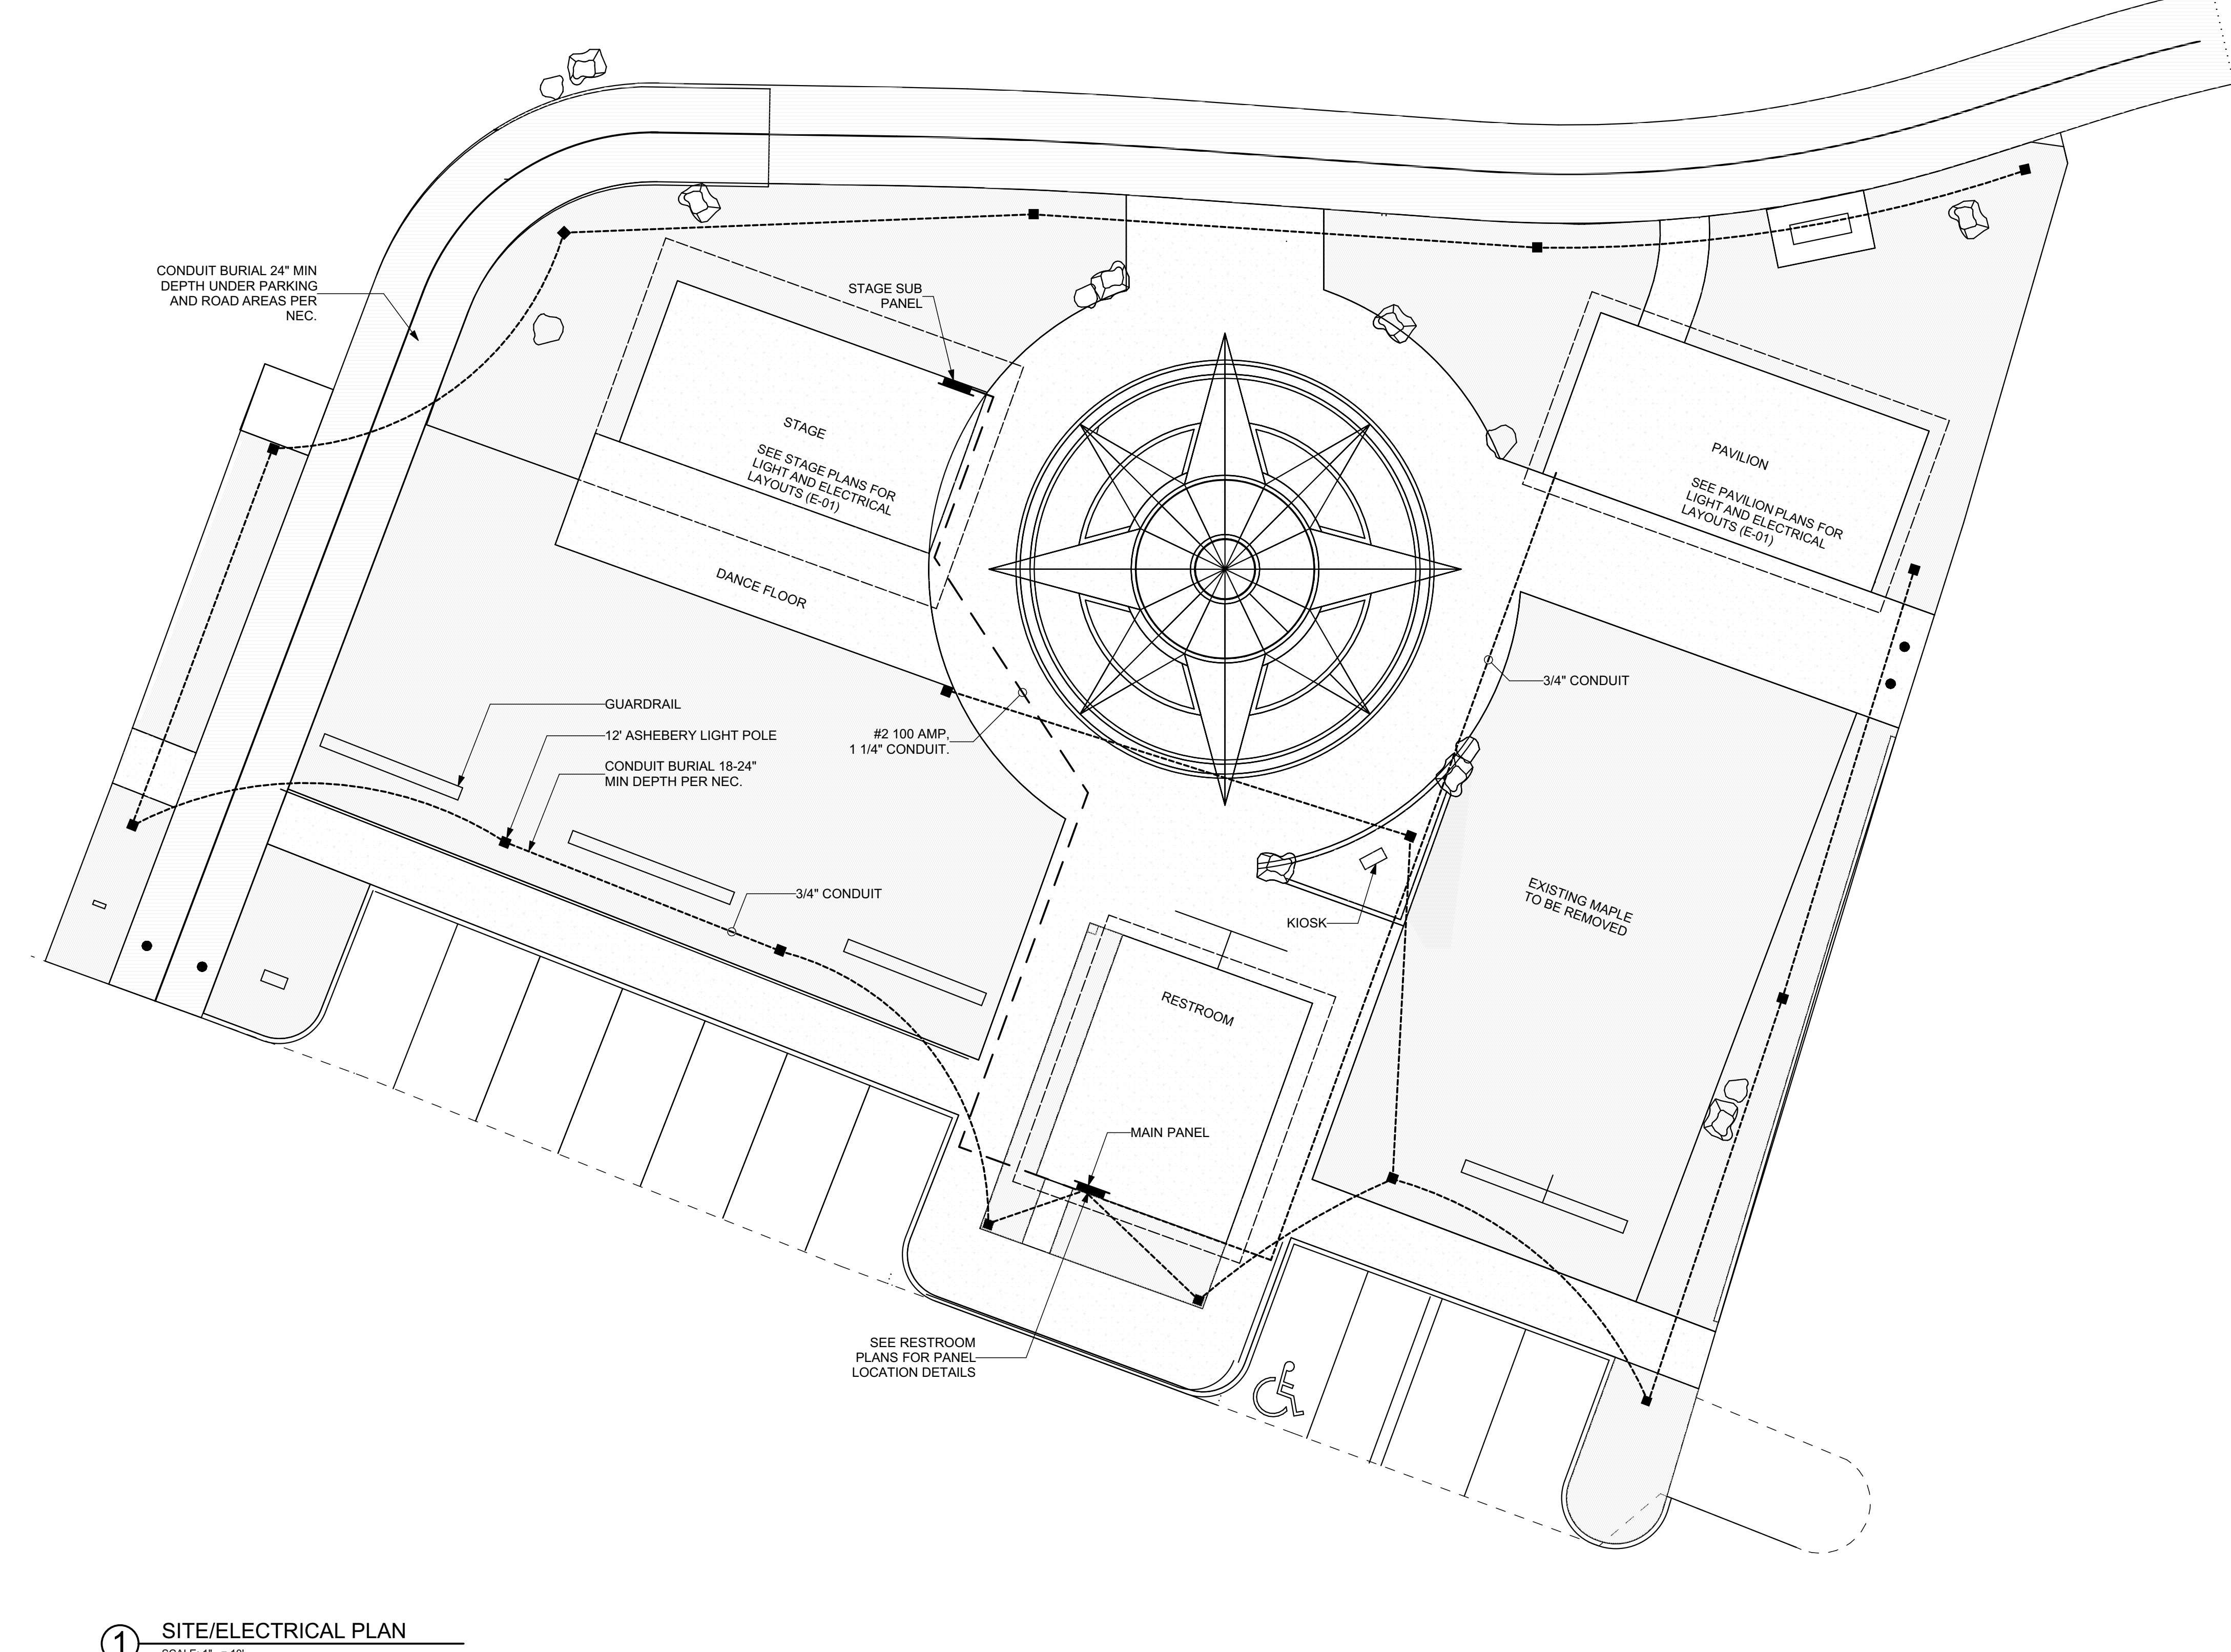 CONDUIT BURIAL 24" MIN
DEPTH UNDER PARKING
AND ROAD AREAS PER
NEC.
STAGE SUB
PANEL
STAGE
SEE STAGE PLANS FOR
LIGHT AND ELECTRICAL
LAYOUTS (E-01)
PAVILION
SEE PAVILION PLANS FOR
LIGHT AND ELECTRICAL
LAYOUTS (E-01)
DANCE FLOOR
3/4" CONDUIT
GUARDRAIL
12' ASHEBERY LIGHT POLE
CONDUIT BURIAL 18-24"
MIN DEPTH PER NEC.
#2 100 AMP,
1 1/4" CONDUIT.
3/4" CONDUIT
KIOSK
EXISTING MAPLE
TO BE REMOVED
RESTROOM
MAIN PANEL
SEE RESTROOM
PLANS FOR PANEL
LOCATION DETAILS
1
SITE/ELECTRICAL PLAN